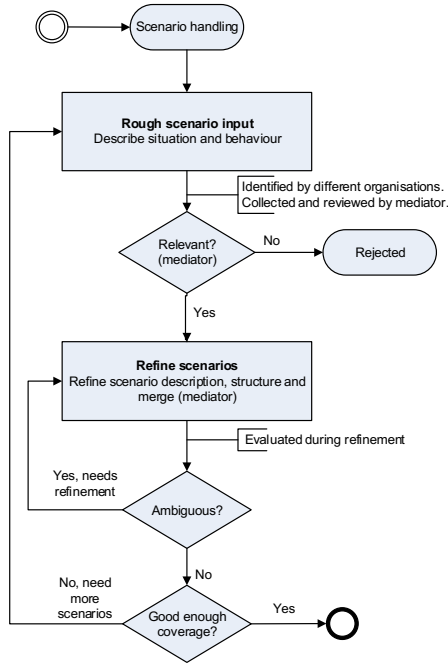 Scenario handling
Rough scenario input
Describe situation and behaviour
Identified by different organisations.
Collected and reviewed by mediator.
Relevant?
(mediator)
No
Rejected
Yes
Refine scenarios
Refine scenario description, structure and
merge (mediator)
Evaluated during refinement
Yes, needs
refinement
Ambiguous?
No
No, need
more
scenarios
Good enough
coverage?
Yes